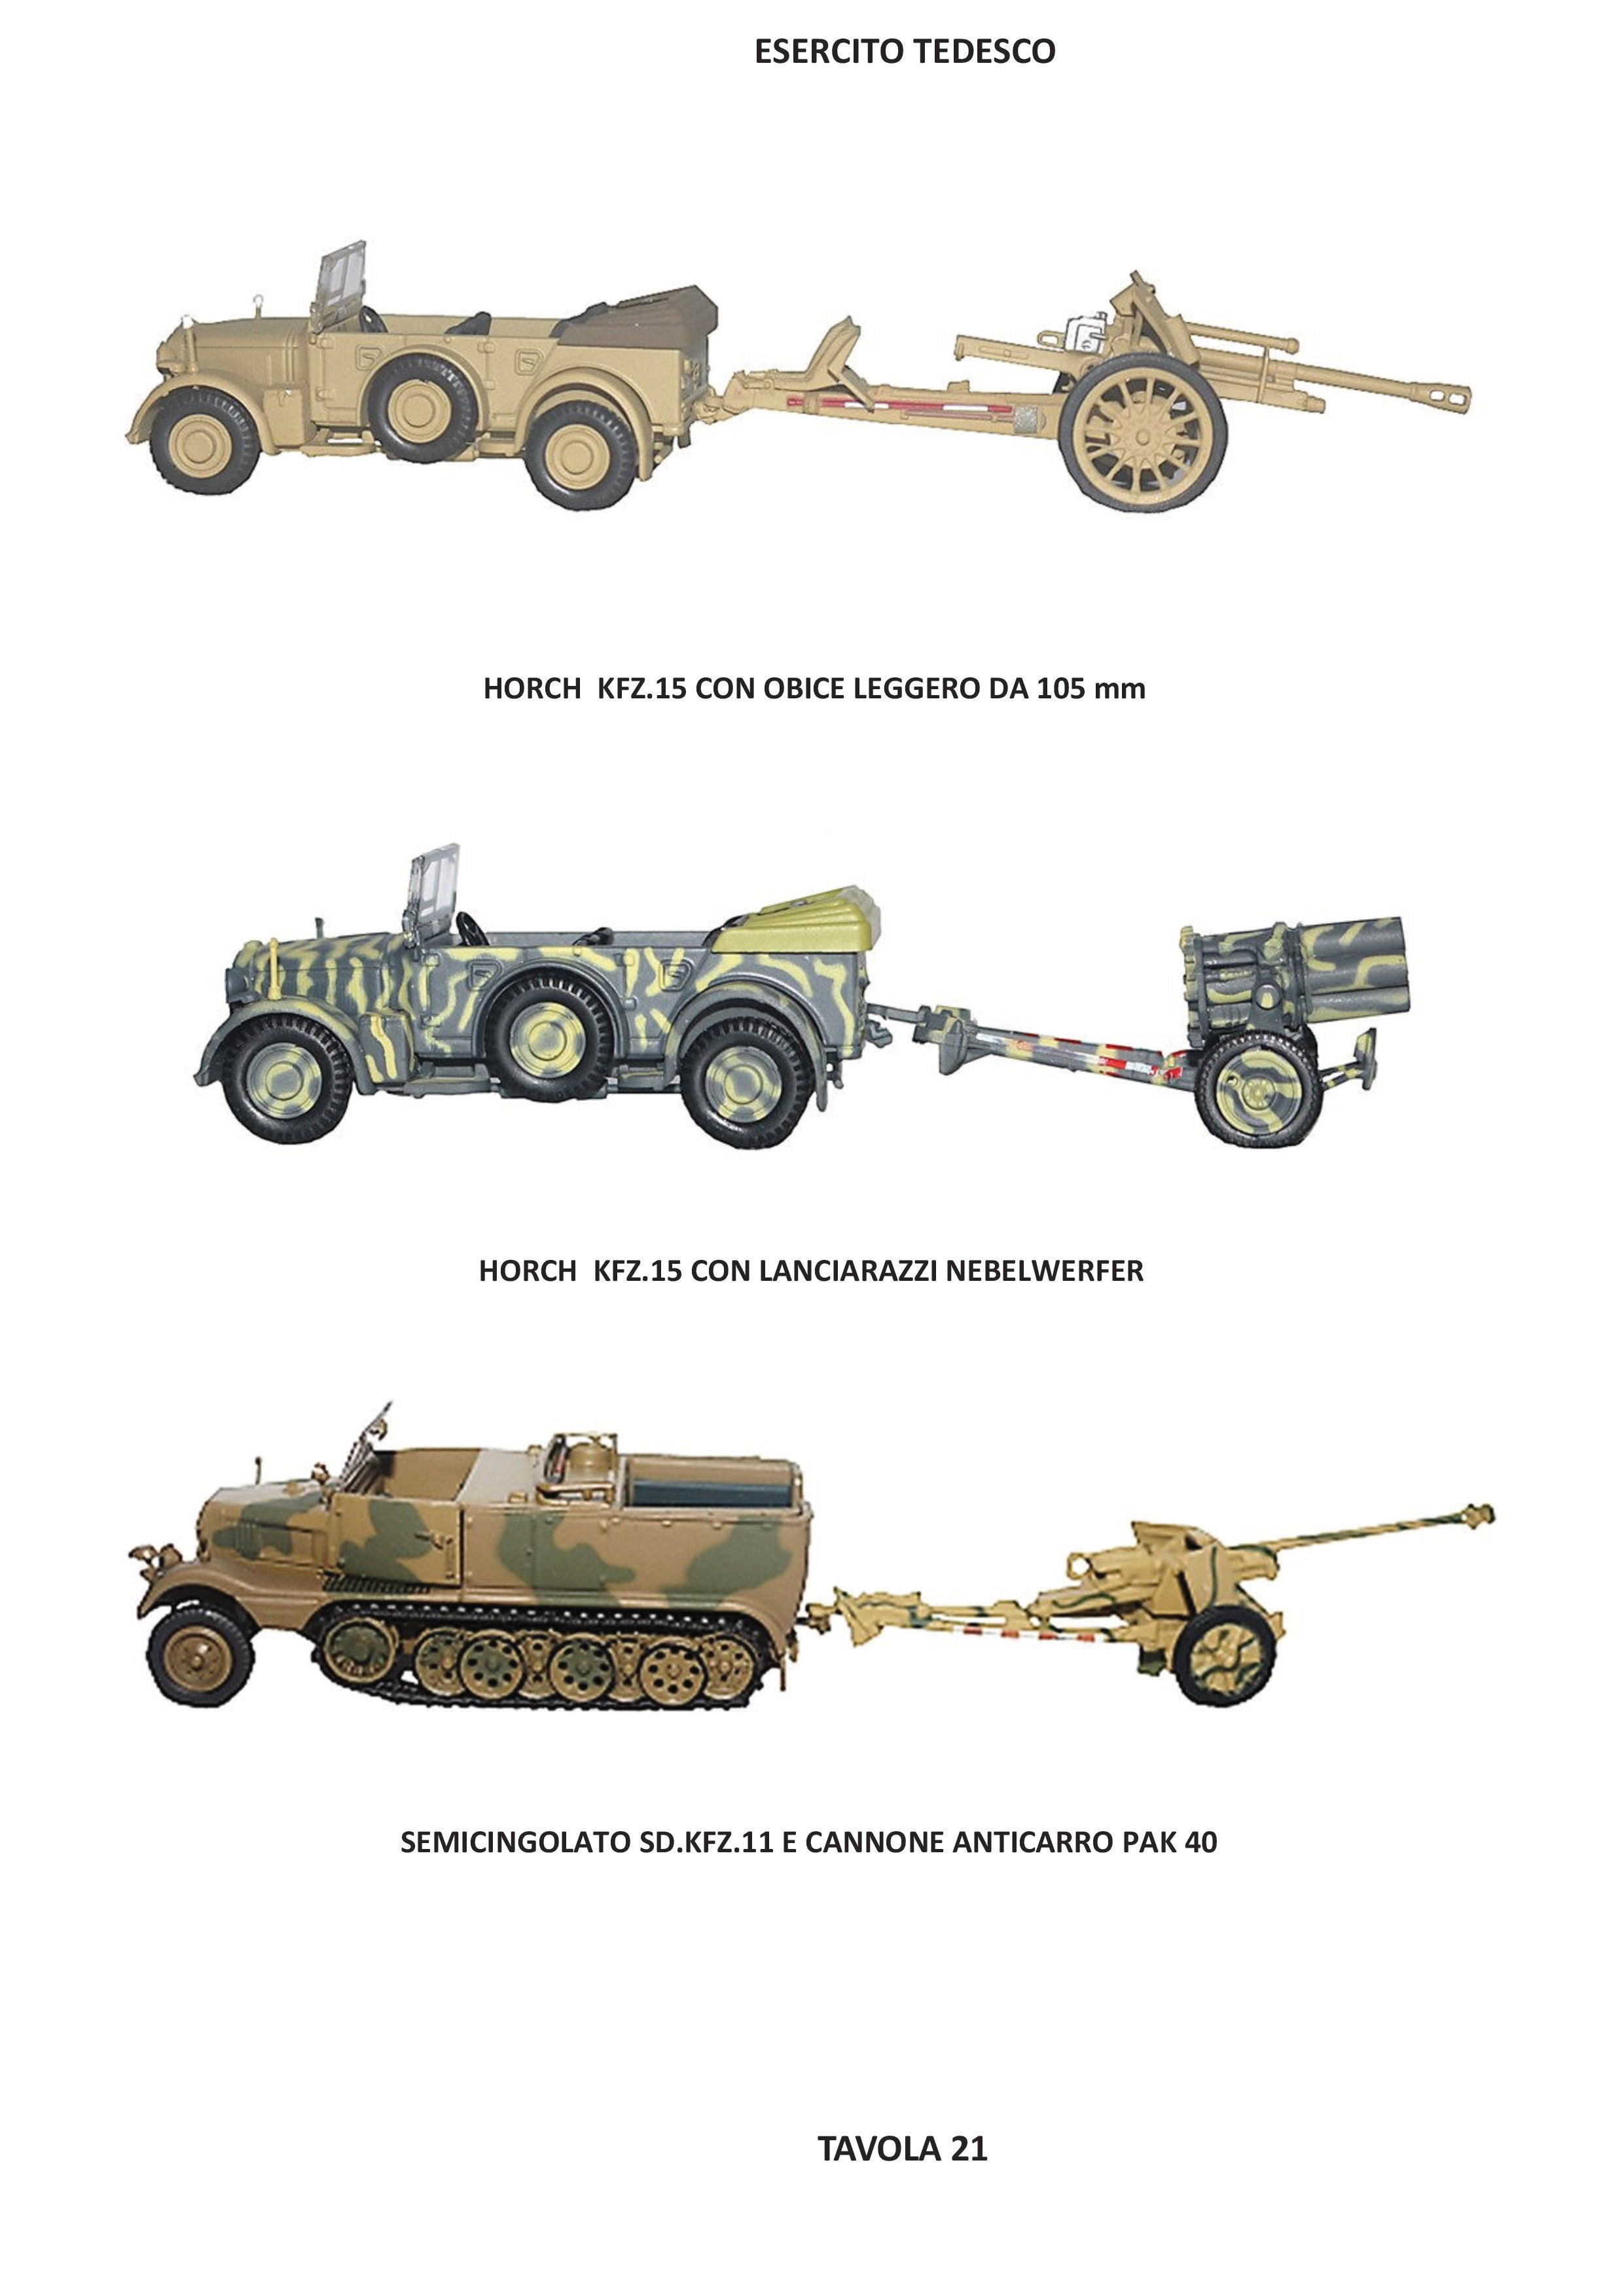 ESERCITO TEDESCO
HORCH  KFZ.15 CON OBICE LEGGERO DA 105 mm
HORCH  KFZ.15 CON LANCIARAZZI NEBELWERFER
SEMICINGOLATO SD.KFZ.11 E CANNONE ANTICARRO PAK 40
TAVOLA 21